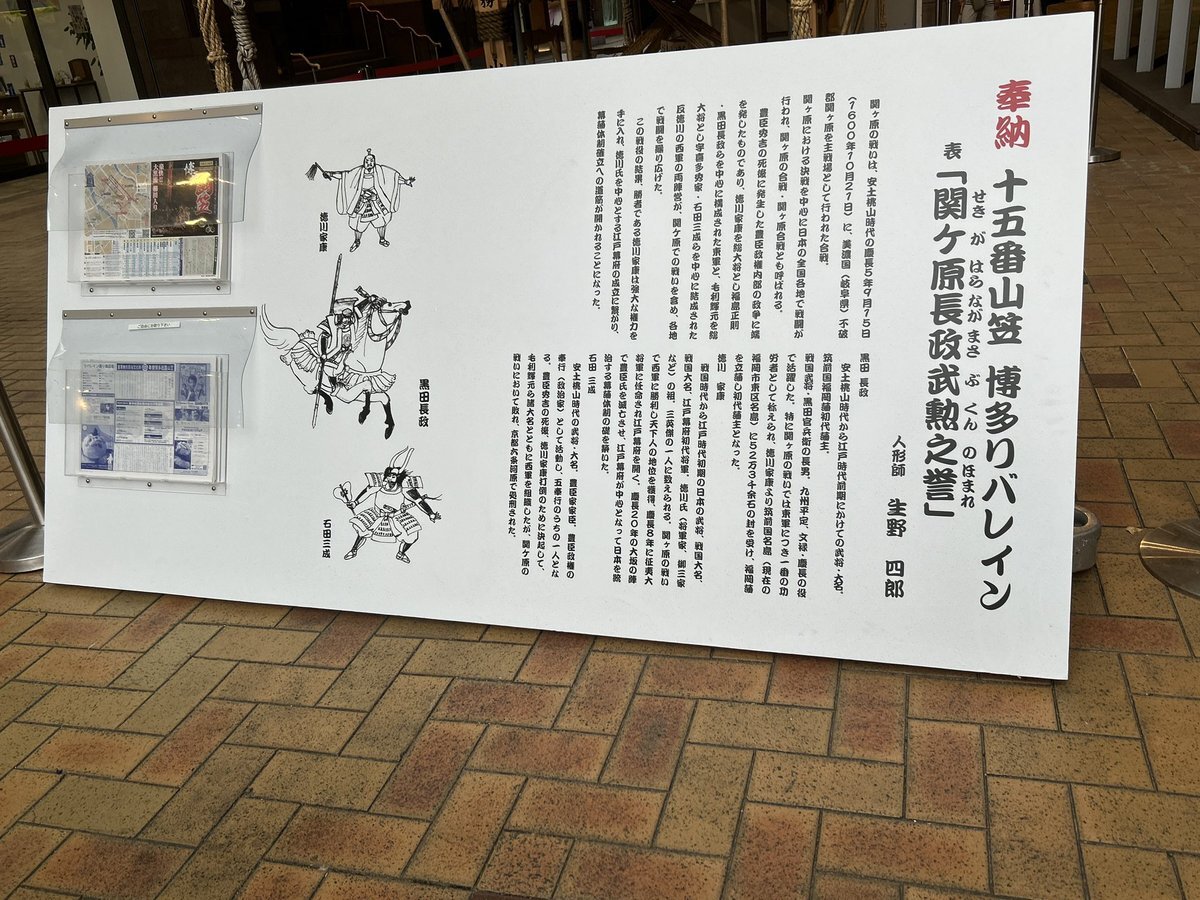 奉納 十五番山笠 博多リバレイン
表「関ケ原長政武勲之誉」
せき が はらなが まさ ぶ くん のほまれ
人形師 生野 四郎
関ヶ原の戦いは、安土桃山時代の慶長5年9月15日
(1600年10月21日)に、美濃国(岐阜県)不破
郡関ヶ原を主戦場として行われた合戦。
関ヶ原における決戦を中心に日本の全国各地で戦闘が
行われ、関ヶ原の合戦、関ヶ原合戦とも呼ばれる。
豊臣秀吉の死後に発生した豊臣政権内部の政争に端
を発したものであり、徳川家康を総大将とし福島正則
・黒田長政らを中心に構成された東軍と、毛利輝元を総
大将とし宇喜多秀家・石田三成らを中心に結成された
反徳川の西軍の両陣営が、関ヶ原での戦いを含め、各地
で戦闘を繰り広げた。
この戦役の結果、勝者である徳川家康は強大な権力を
手に入れ、徳川氏を中心とする江戸幕府の成立に繋がり、
幕藩体制確立への道筋が開かれることになった。
黒田 長政
安土桃山時代から江戸時代前期にかけての武将・大名。
筑前国福岡藩初代藩主。
戦国武将・黒田官兵衛の長男。九州平定、文禄・慶長の役
で活躍した。特に関ヶ原の戦いでは東軍につき一番の功
労者として称えられ、徳川家康より筑前国名島(現在の
福岡市東区名島)に52万3千余石の封を受け、福岡藩
を立藩し初代藩主となった。
徳川 家康
戦国時代から江戸時代初期の日本の武将、戦国大名。
戦国大名。江戸幕府初代将軍。徳川氏(将軍家、御三家
など)の祖。三英傑の一人に数えられる。関ヶ原の戦い
で西軍に勝利し天下人の地位を獲得。慶長8年に征夷大
将軍に任命され江戸幕府を開く。慶長20年の大坂の陣
で豊臣氏を滅亡させ、江戸幕府が中心となって日本を統
治する幕藩体制の礎を築いた。
石田 三成
安土桃山時代の武将・大名。豊臣家家臣。豊臣政権の
奉行(政治家)として活動し、五奉行のうちの一人とな
る。豊臣秀吉の死後、徳川家康打倒のために決起して、
毛利輝元ら諸大名とともに西軍を組織したが、関ヶ原の
戦いにおいて敗れ、京都六条河原で処刑された。
徳川家康
黒田長政
石田三成
ご自由にお取り下さい